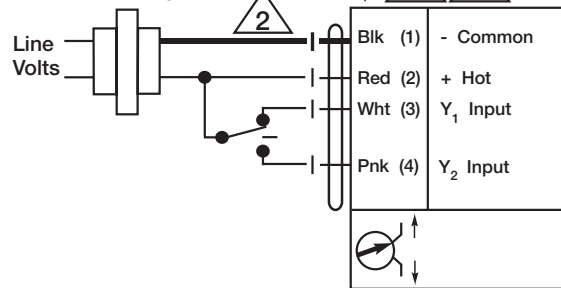 2
Line
Volts
Blk (1) - Common
Red (2) + Hot
Wht (3) Y1 Input
Pnk (4) Y2 Input